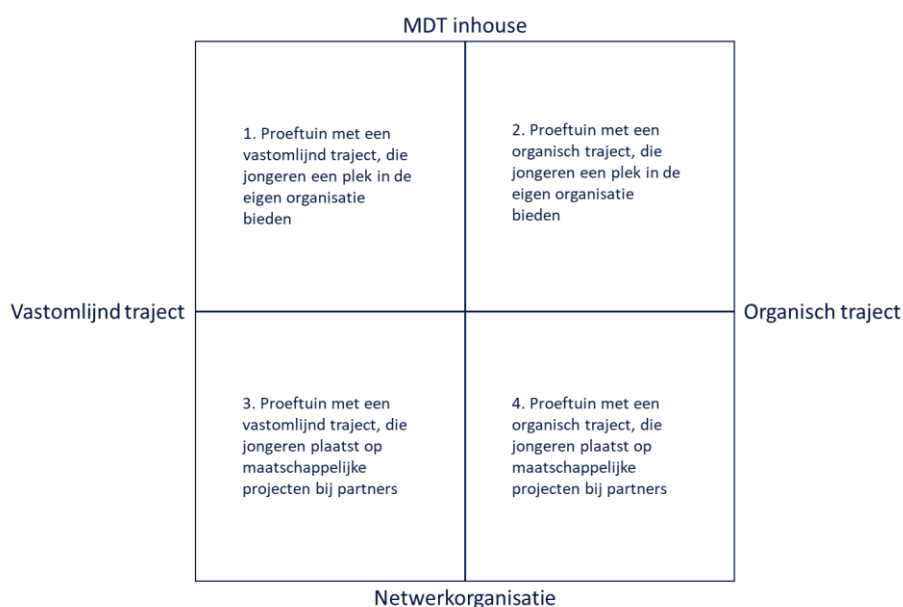 MDT inhouse
1. Proeftuin met een
vastomlijnd traject, die
jongeren een plek in de
eigen organisatie
bieden
2. Proeftuin met een
organisch traject, die
jongeren een plek in de
eigen organisatie
bieden
Vastomlijnd traject
Organisch traject
3. Proeftuin met een
vastomlijnd traject, die
jongeren plaatst op
maatschappelijke
projecten bij partners
4. Proeftuin met een
organisch traject, die
jongeren plaatst op
maatschappelijke
projecten bij partners
Netwerkorganisatie